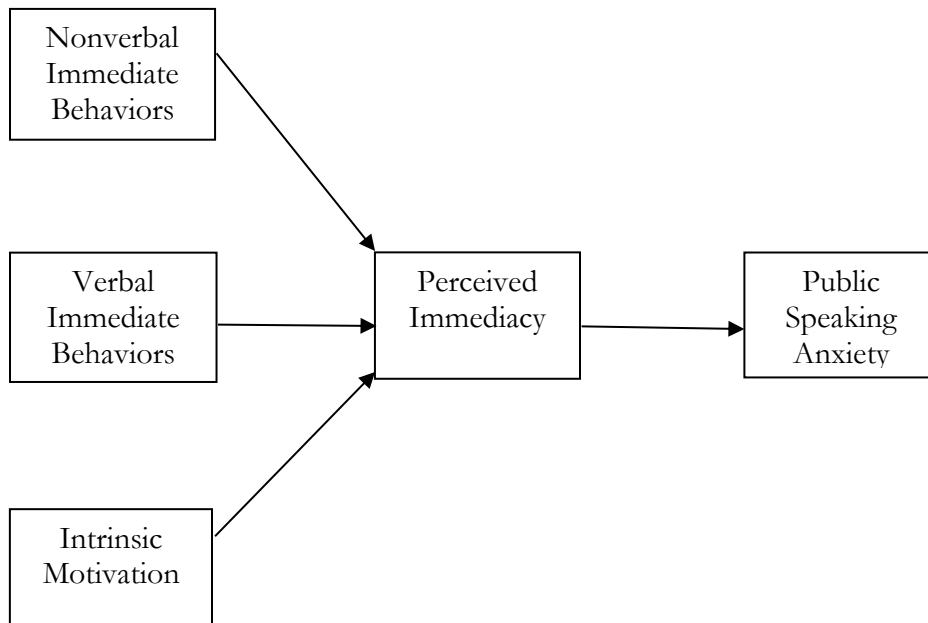 Nonverbal
Immediate
Behaviors
Verbal
Immediate
Behaviors
Perceived
Immediacy
Public
Speaking
Anxiety
Intrinsic
Motivation